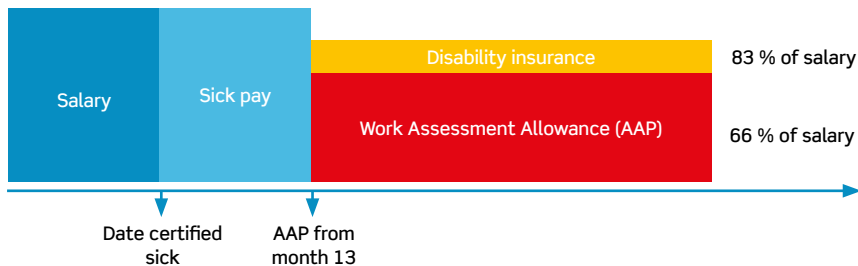 Disability insurance
83 % of salary
Salary
Sick pay
Work Assessment Allowance (AAP)
66 % of salary
Date certified
sick
AAP from
month 13